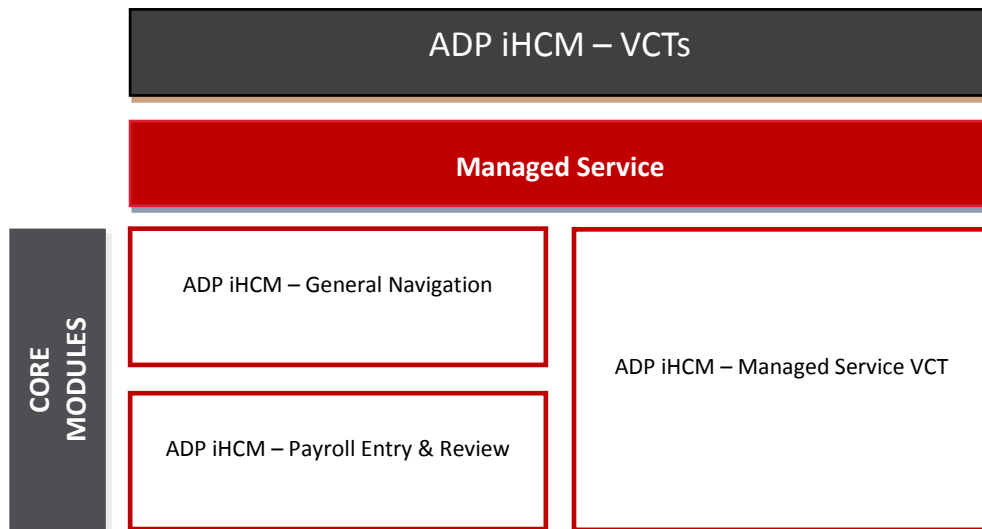 ADP iHCM – VCTs
Managed Service
CORE
MODULES
ADP iHCM – General Navigation
ADP iHCM – Payroll Entry & Review
ADP iHCM – Managed Service VCT